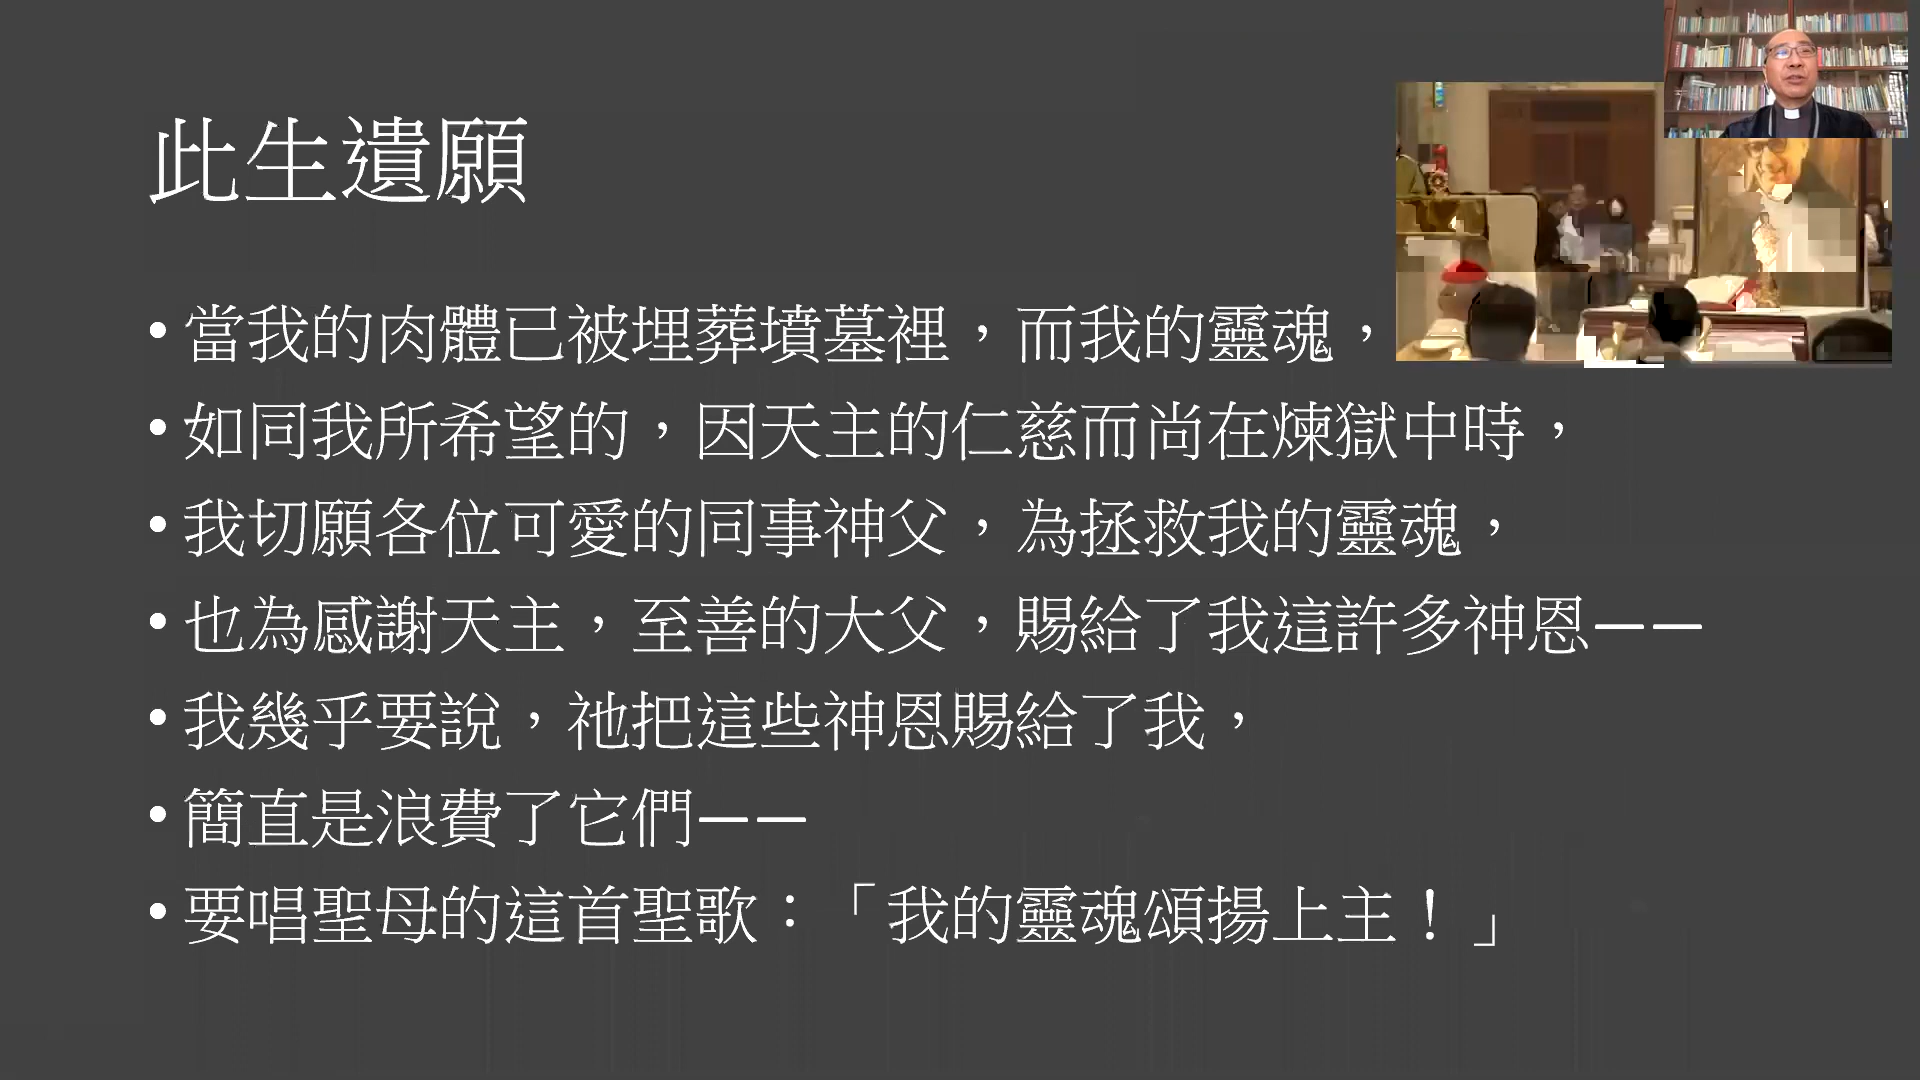 此生遺願
• 當我的肉體已被埋葬墳墓裡，而我的靈魂，
• 如同我所希望的，因天主的仁慈而尚在煉獄中時，
• 我切願各位可愛的同事神父，為拯救我的靈魂，
• 也為感謝天主，至善的大父，賜給了我這許多神恩——
• 我幾乎要說，祂把這些神恩賜給了我，
• 簡直是浪費了它們——
• 要唱聖母的這首聖歌：「我的靈魂頌揚上主！」